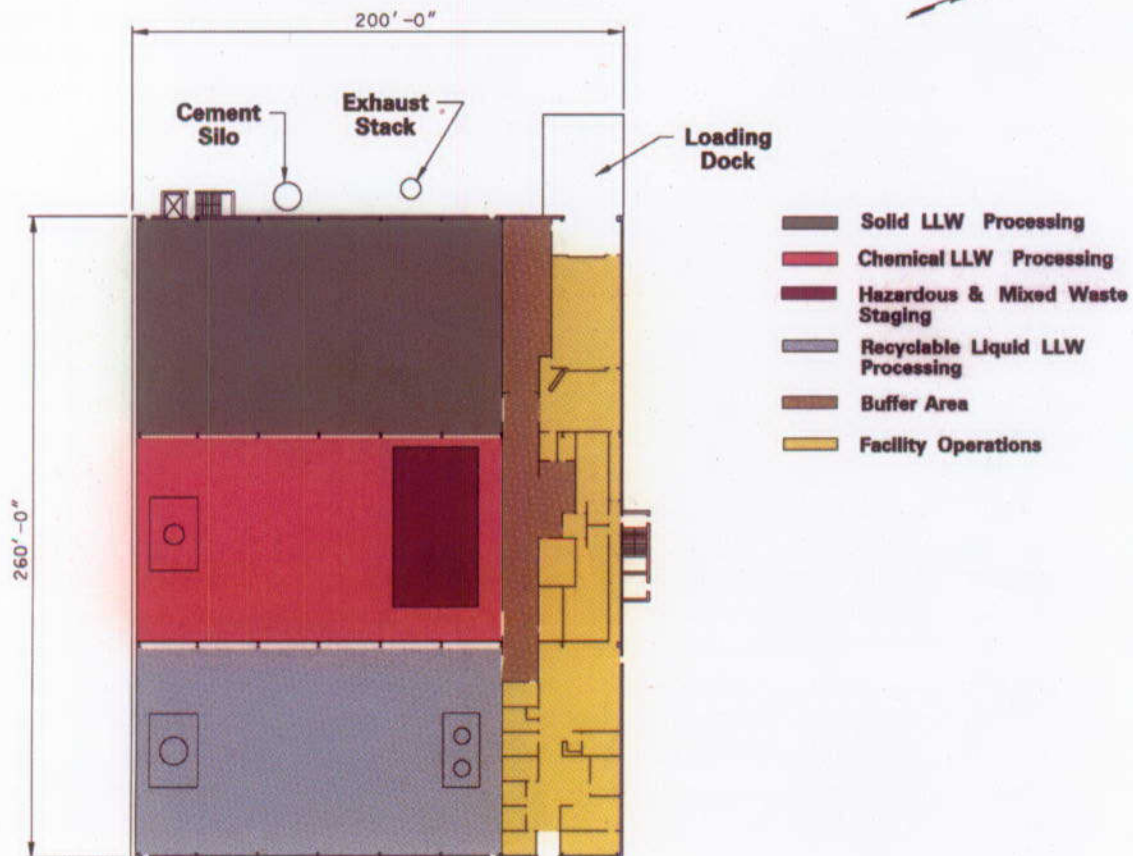 200'-0"
Cement
Silo
Exhaust
Stack
Loading
Dock
260'-0"
Solid LLW Processing
Chemical LLW Processing
Hazardous & Mixed Waste
Staging
Recyclable Liquid LLW
Processing
Buffer Area
Facility Operations